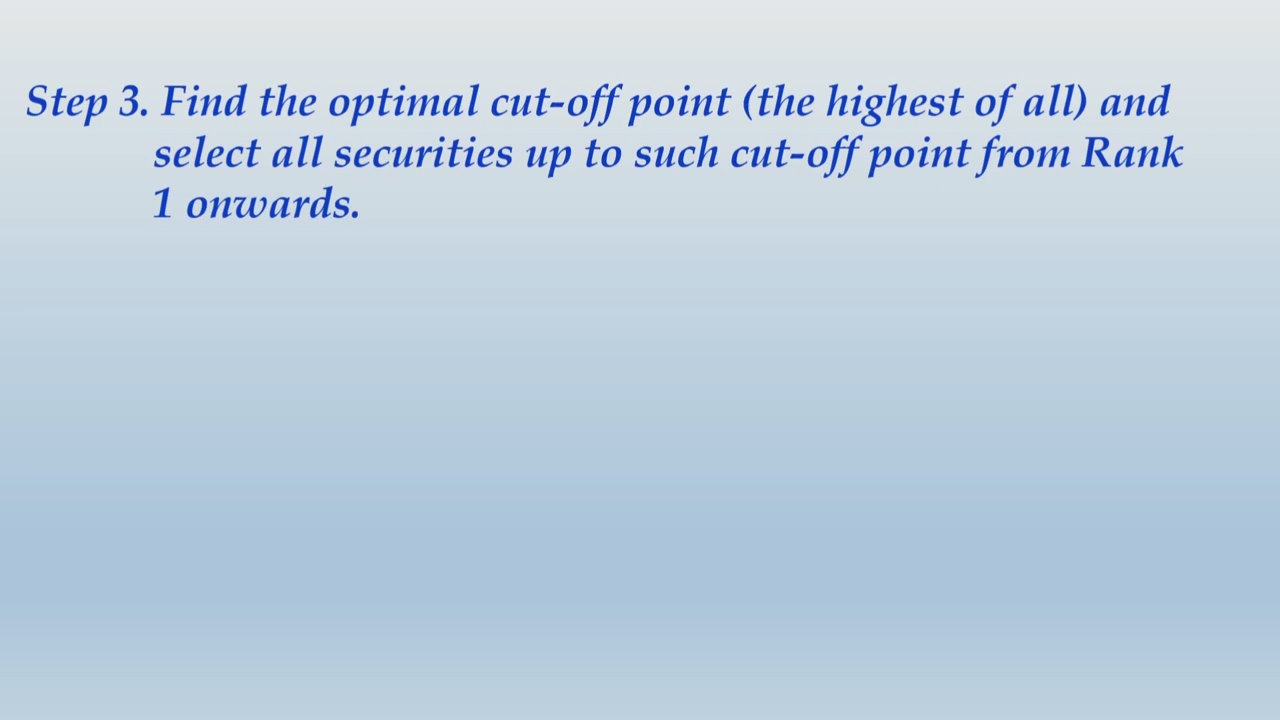 Step 3. Find the optimal cut-off point (the highest of all) and
select all securities up to such cut-off point from Rank
1 onwards.